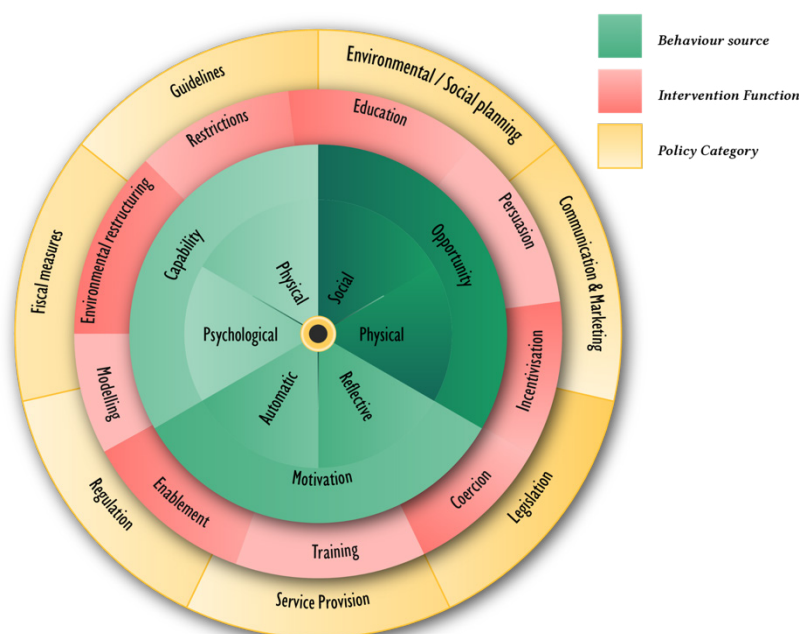 Behaviour source
Intervention Function
Policy Category
Environmental / Social planning
Communication & Marketing
Legislation
Service Provision
Regulation
Fiscal measures
Guidelines
Education
Persuasion
Incentivisation
Coercion
Training
Enablement
Modelling
Environmental restructuring
Restrictions
Opportunity
Motivation
Capability
Social
Physical
Reflective
Automatic
Psychological
Physical